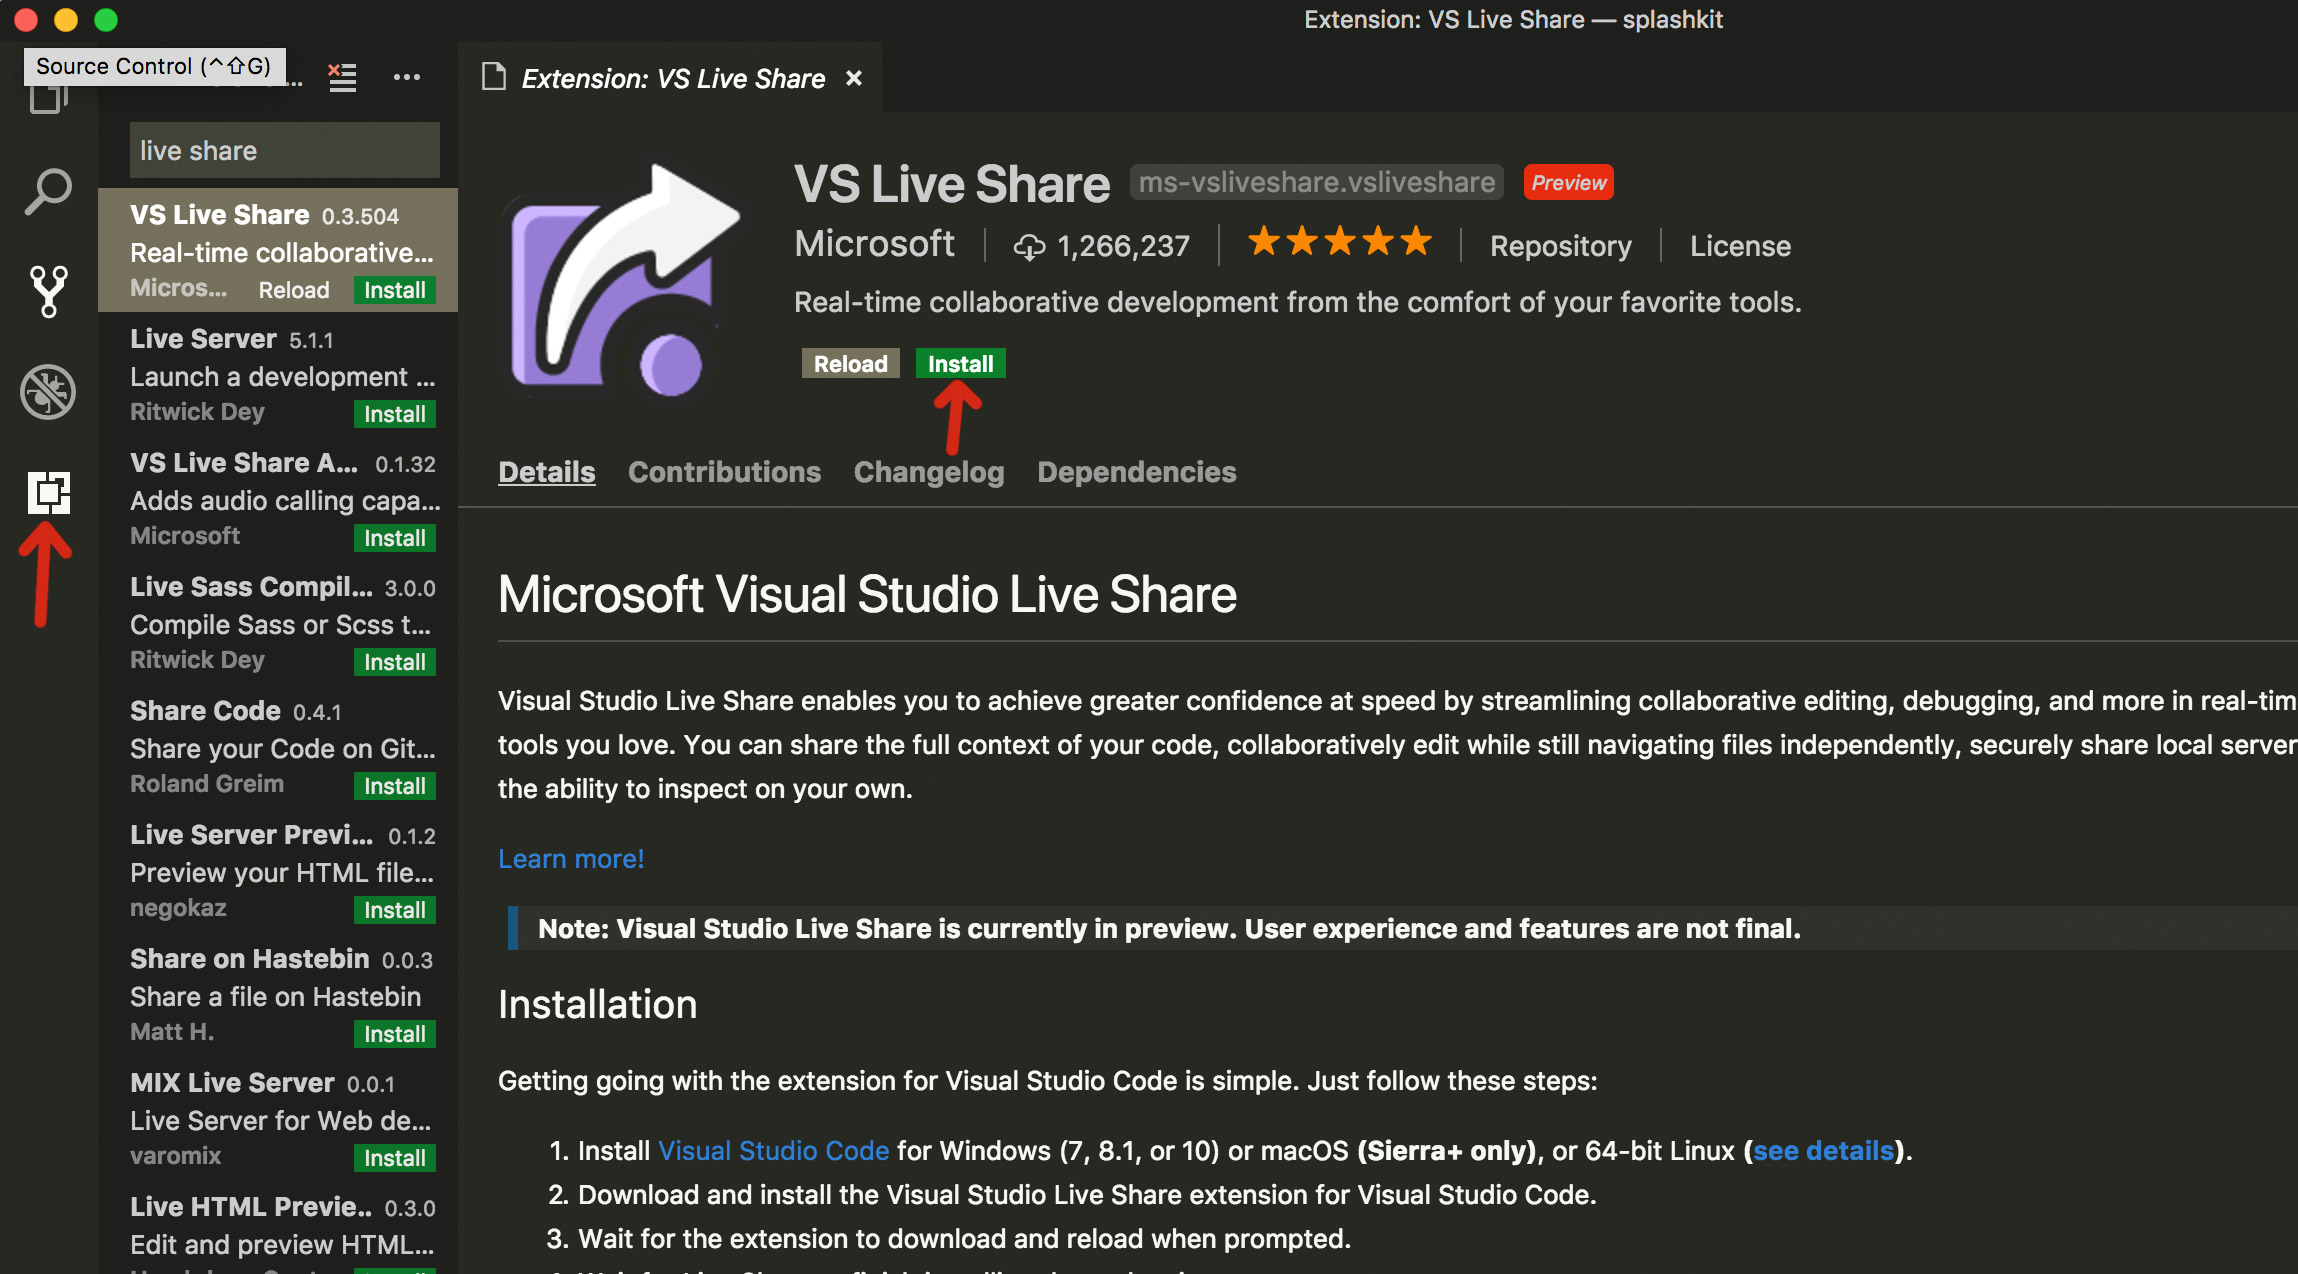 Extension: VS Live Share — splashkit
Source Control (^⇧G)
Extension: VS Live Share ×
live share
VS Live Share 0.3.504
Real-time collaborative...
Micros... Reload Install
Live Server 5.1.1
Launch a development ...
Ritwick Dey Install
VS Live Share A... 0.1.32
Adds audio calling capa...
Microsoft Install
Live Sass Compil... 3.0.0
Compile Sass or Scss t...
Ritwick Dey Install
Share Code 0.4.1
Share your Code on Git...
Roland Greim Install
Live Server Previ... 0.1.2
Preview your HTML file...
negokaz Install
Share on Hastebin 0.0.3
Share a file on Hastebin
Matt H. Install
MIX Live Server 0.0.1
Live Server for Web de...
varomix Install
Live HTML Previe.. 0.3.0
Edit and preview HTML...
VS Live Share ms-vsliveshare.vsliveshare Preview
Microsoft 1,266,237 ★★★★★ Repository License
Real-time collaborative development from the comfort of your favorite tools.
Reload Install
Details Contributions Changelog Dependencies
Microsoft Visual Studio Live Share
Visual Studio Live Share enables you to achieve greater confidence at speed by streamlining collaborative editing, debugging, and more in real-tim
tools you love. You can share the full context of your code, collaboratively edit while still navigating files independently, securely share local server
the ability to inspect on your own.
Learn more!
Note: Visual Studio Live Share is currently in preview. User experience and features are not final.
Installation
Getting going with the extension for Visual Studio Code is simple. Just follow these steps:
1. Install Visual Studio Code for Windows (7, 8.1, or 10) or macOS (Sierra+ only), or 64-bit Linux (see details).
2. Download and install the Visual Studio Live Share extension for Visual Studio Code.
3. Wait for the extension to download and reload when prompted.